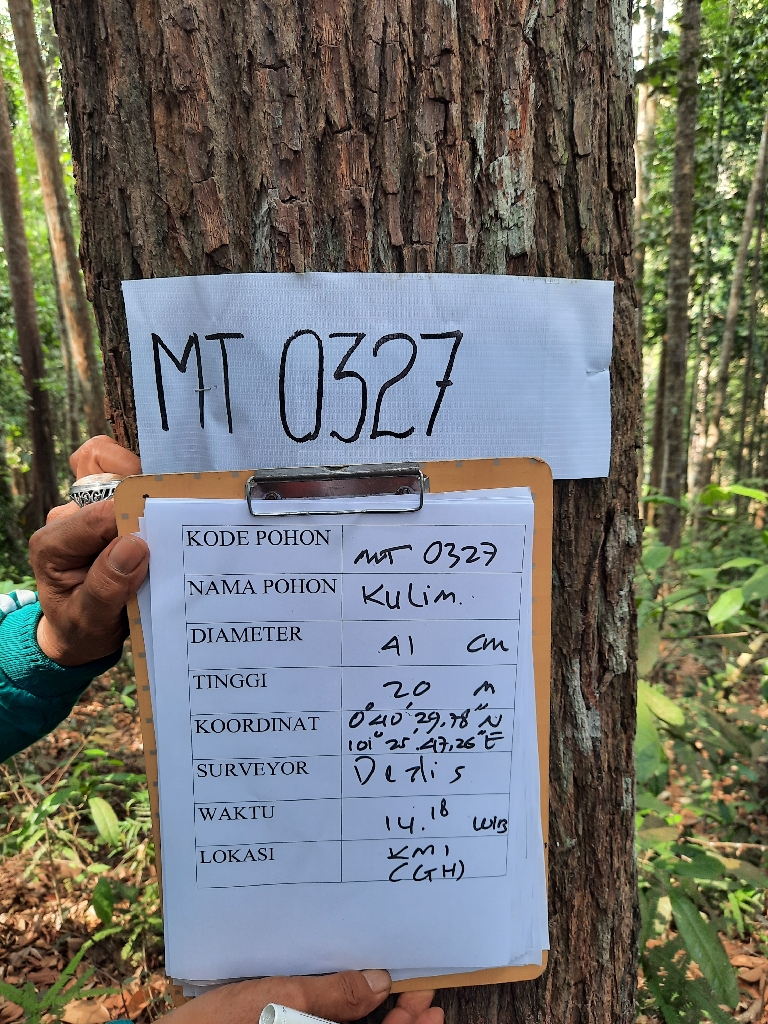 MT 0327
KODE POHON MT 0327
NAMA POHON Kulim.
DIAMETER 41 cm
TINGGI 20 m
KOORDINAT 0°40'29.78"N
101°25'.47.26"E
SURVEYOR Dedis
WAKTU 14.18 WIB
LOKASI KMI
(GH)